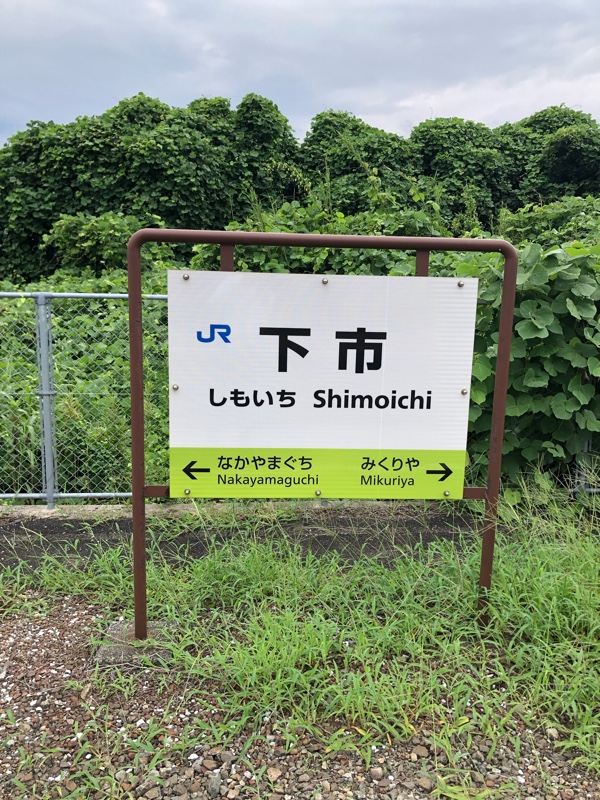 JR 下市
しもいち Shimoichi
← なかやまぐち みくりや →
Nakayamaguchi Mikuriya